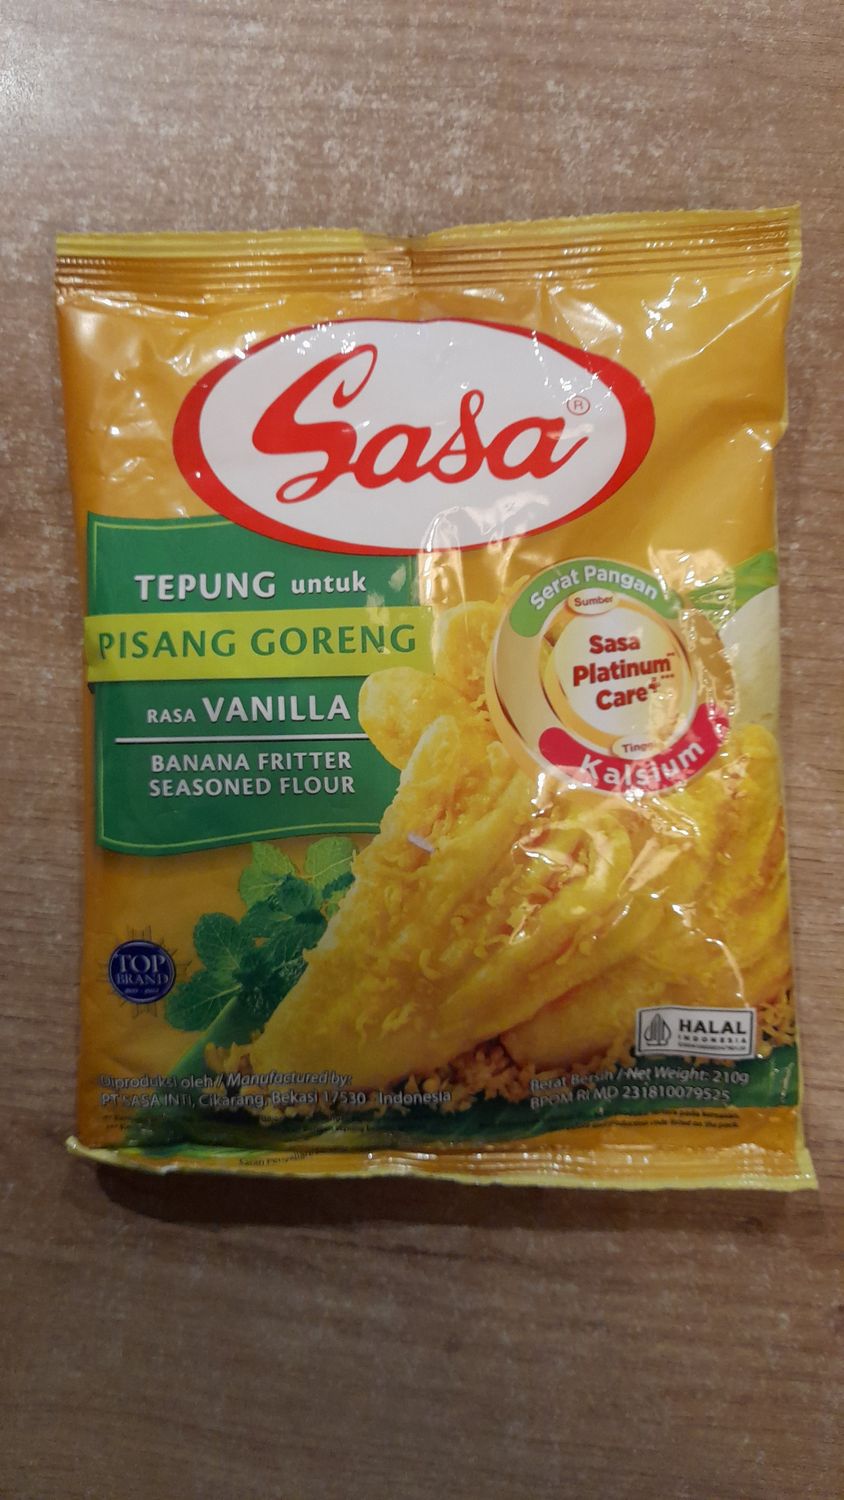 Sasa®
TEPUNG untuk
PISANG GORENG
RASA VANILLA
BANANA FRITTER
SEASONED FLOUR
Serat Pangan
Sumber
Sasa
Platinum
Care+
Tinggi
Kalsium
TOP
BRAND
HALAL
INDONESIA
Diproduksi oleh / Manufactured by:
PT SASA INTI, Cikarang, Bekasi 17530 - Indonesia
Berat Bersih / Net Weight: 210g
BPOM RI MD 231810079525